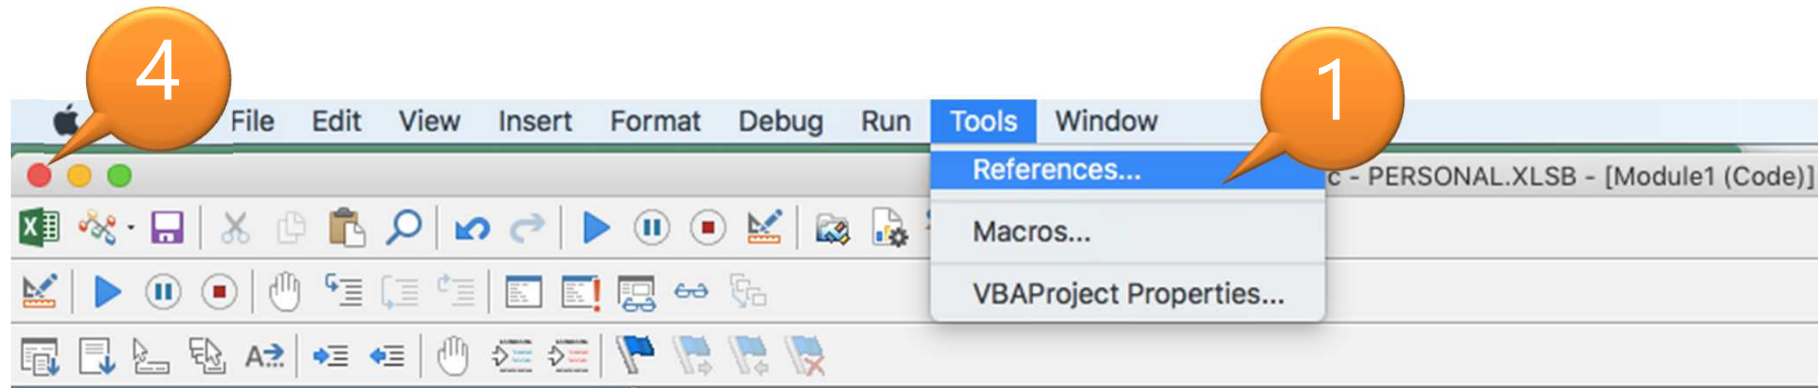 4
1
File Edit View Insert Format Debug Run Tools Window
References...
c - PERSONAL.XLSB - [Module1 (Code)]
Macros...
VBAProject Properties...
A